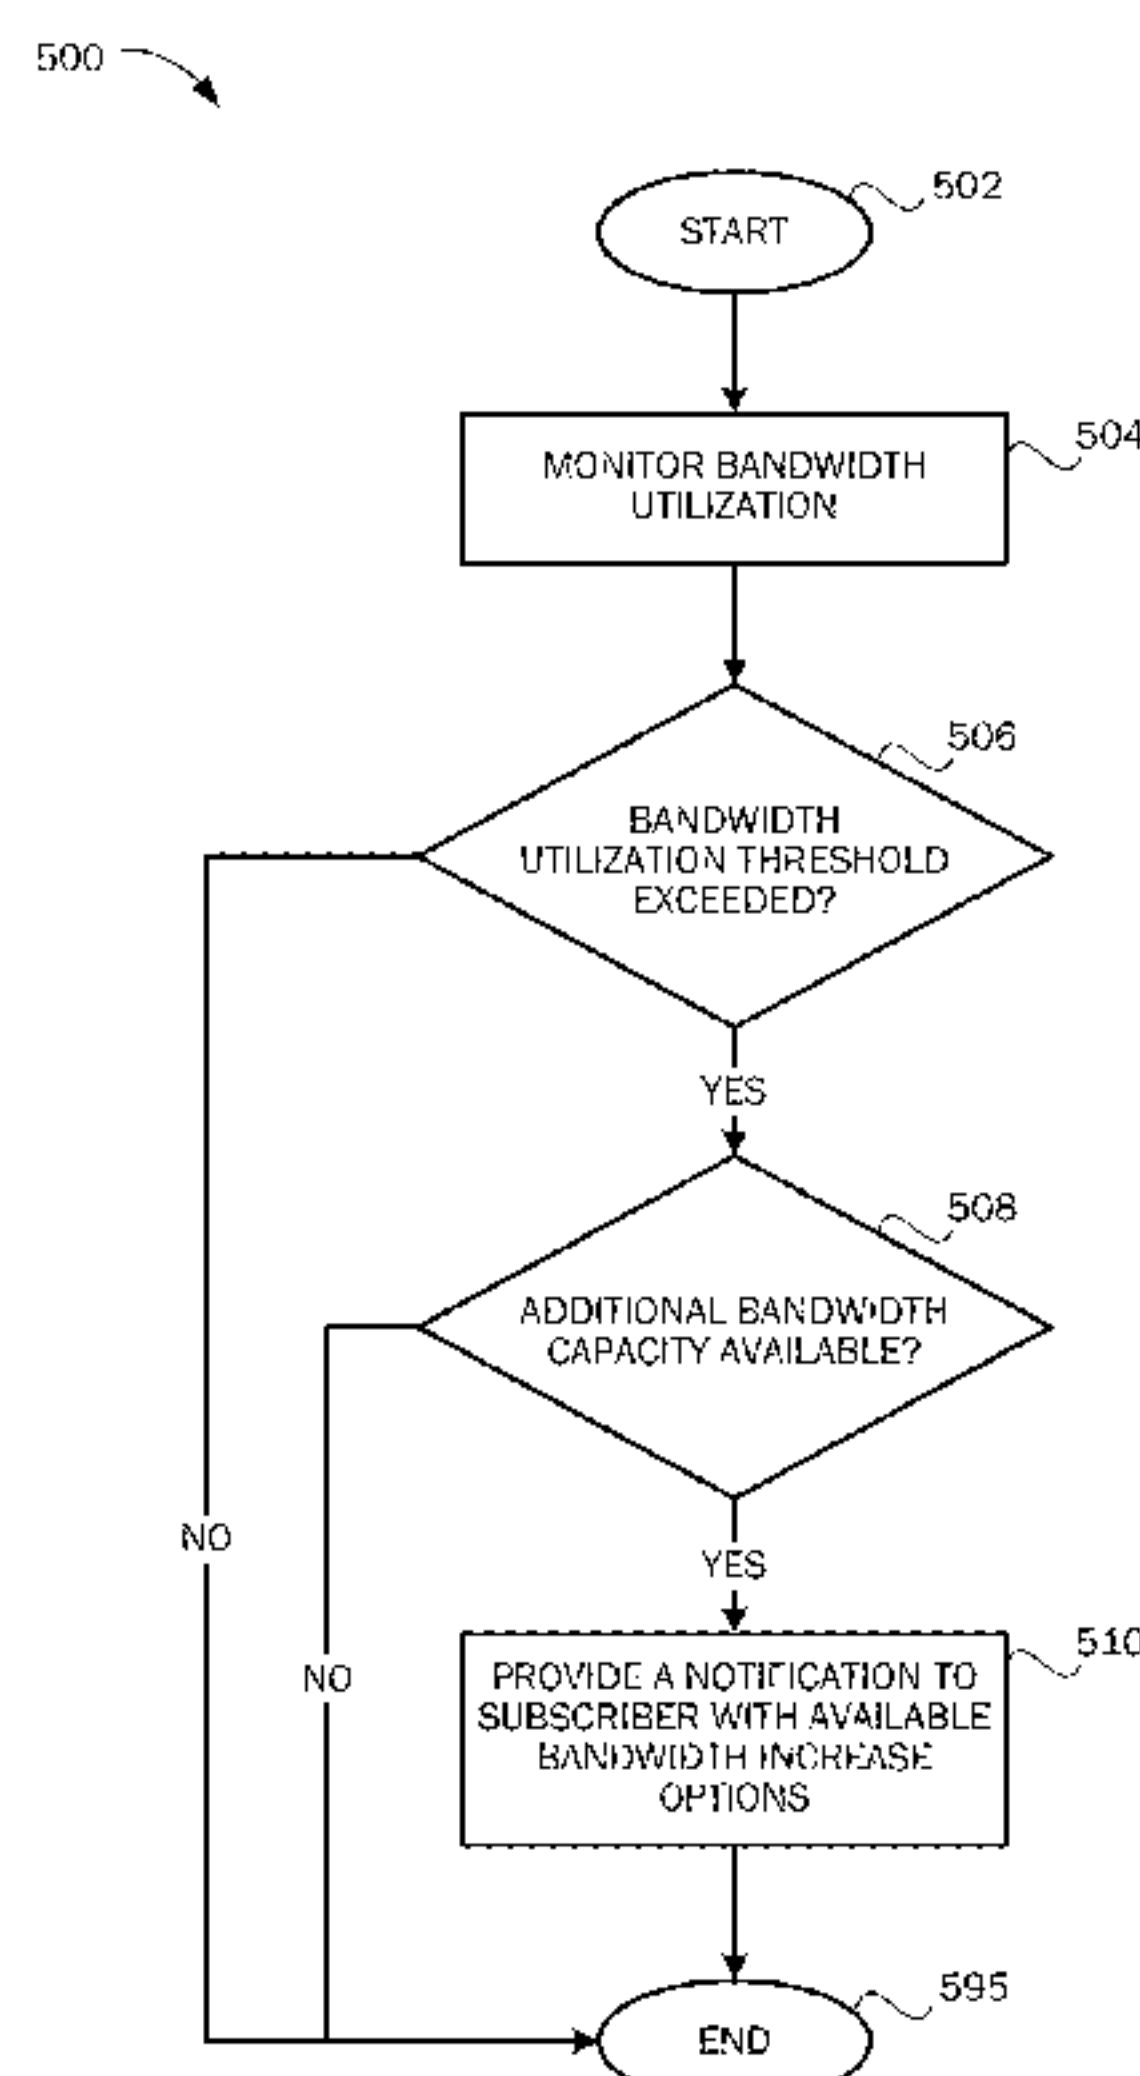 500
502
START
504
MONITOR BANDWIDTH
UTILIZATION
506
BANDWIDTH
UTILIZATION THRESHOLD
EXCEEDED?
YES
508
ADDITIONAL BANDWIDTH
CAPACITY AVAILABLE?
NO
YES
510
NO
PROVIDE A NOTIFICATION TO
SUBSCRIBER WITH AVAILABLE
BANDWIDTH INCREASE
OPTIONS
595
END